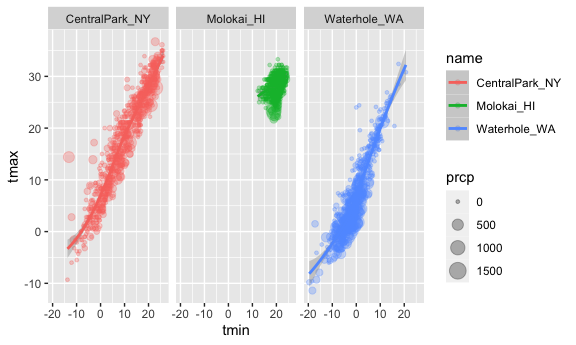 CentralPark_NY Molokai_HI Waterhole_WA
name
CentralPark_NY
Molokai_HI
Waterhole_WA
prcp
0
500
1000
1500
tmax
30
20
10
0
-10
-20 -10 0 10 20 -20 -10 0 10 20 -20 -10 0 10 20
tmin